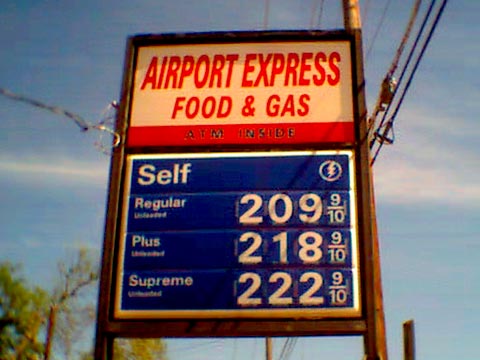 AIRPORT EXPRESS
FOOD & GAS
ATM INSIDE
Self
Regular 209 9/10
Unleaded
Plus 218 9/10
Unleaded
Supreme 222 9/10
Unleaded